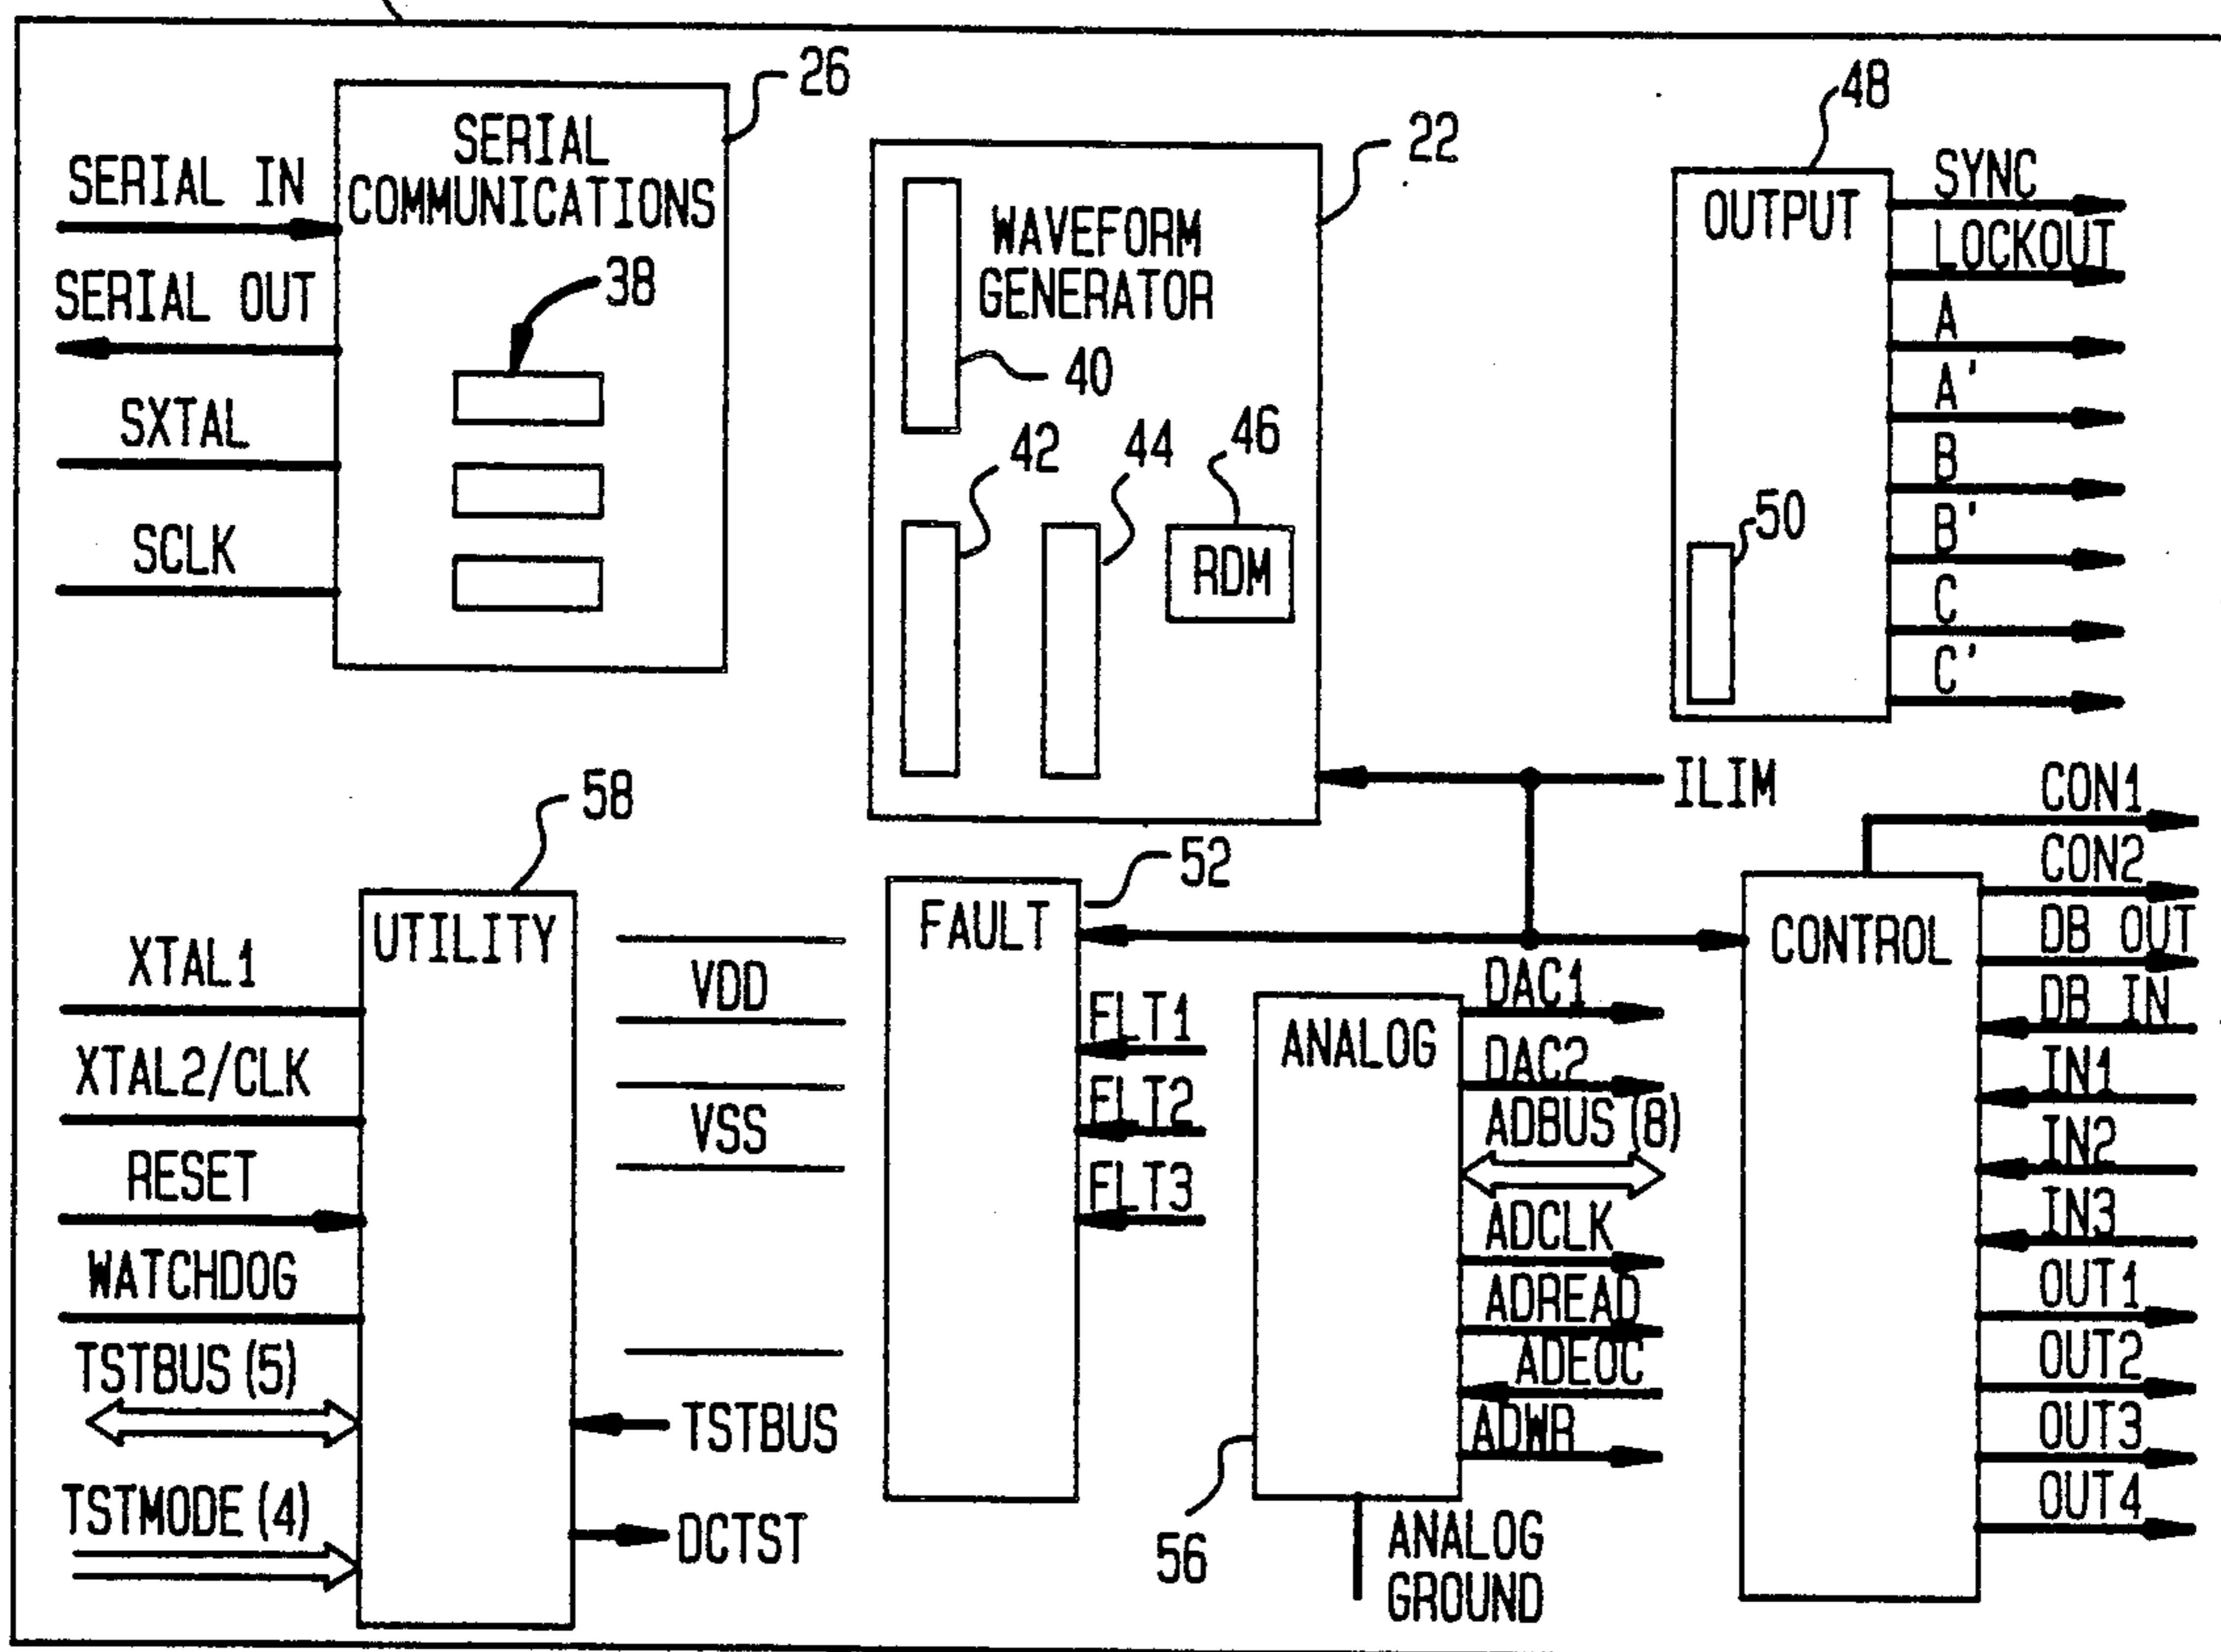 26
SERIAL
COMMUNICATIONS
SERIAL IN
SERIAL OUT
SXTAL
SCLK
38
22
WAVEFORM
GENERATOR
40
42
44
46
RDM
48
OUTPUT
50
SYNC
LOCKOUT
A
A'
B
B'
C
C'
ILIM
58
UTILITY
XTAL1
XTAL2/CLK
RESET
WATCHDOG
TSTBUS (5)
TSTMODE (4)
VDD
VSS
TSTBUS
DCTST
52
FAULT
FLT1
FLT2
FLT3
ANALOG
56
DAC1
DAC2
ADBUS (8)
ADCLK
ADREAD
ADEOC
ADWR
ANALOG
GROUND
CONTROL
CON1
CON2
DB OUT
DB IN
IN1
IN2
IN3
OUT1
OUT2
OUT3
OUT4